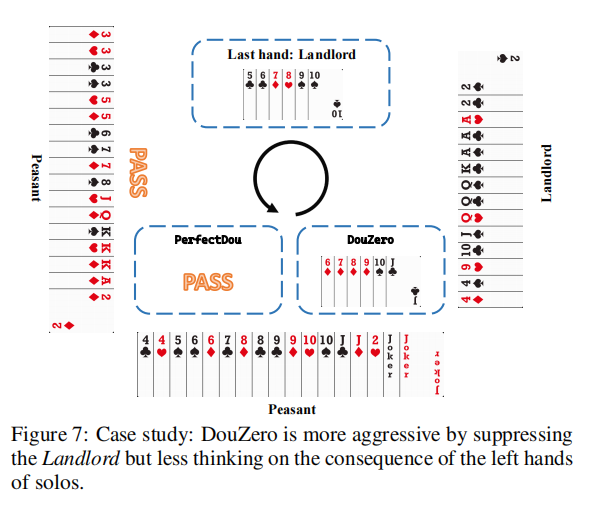 Last hand: Landlord
5 6 7 8 9 10
10
Peasant
3
3
3
3
5
5
6
7
7
8
J
Q
K
K
K
A
2
2
PASS
PerfectDou
PASS
DouZero
6 7 8 9 10 J
J
2
2
2
A
A
A
K
Q
Q
Q
J
10
9
4
4
Landlord
4 4 5 6 6 7 8 8 9 9 10 10 J J 2 Joker Joker
Joker
Peasant
Figure 7: Case study: DouZero is more aggressive by suppressing
the Landlord but less thinking on the consequence of the left hands
of solos.